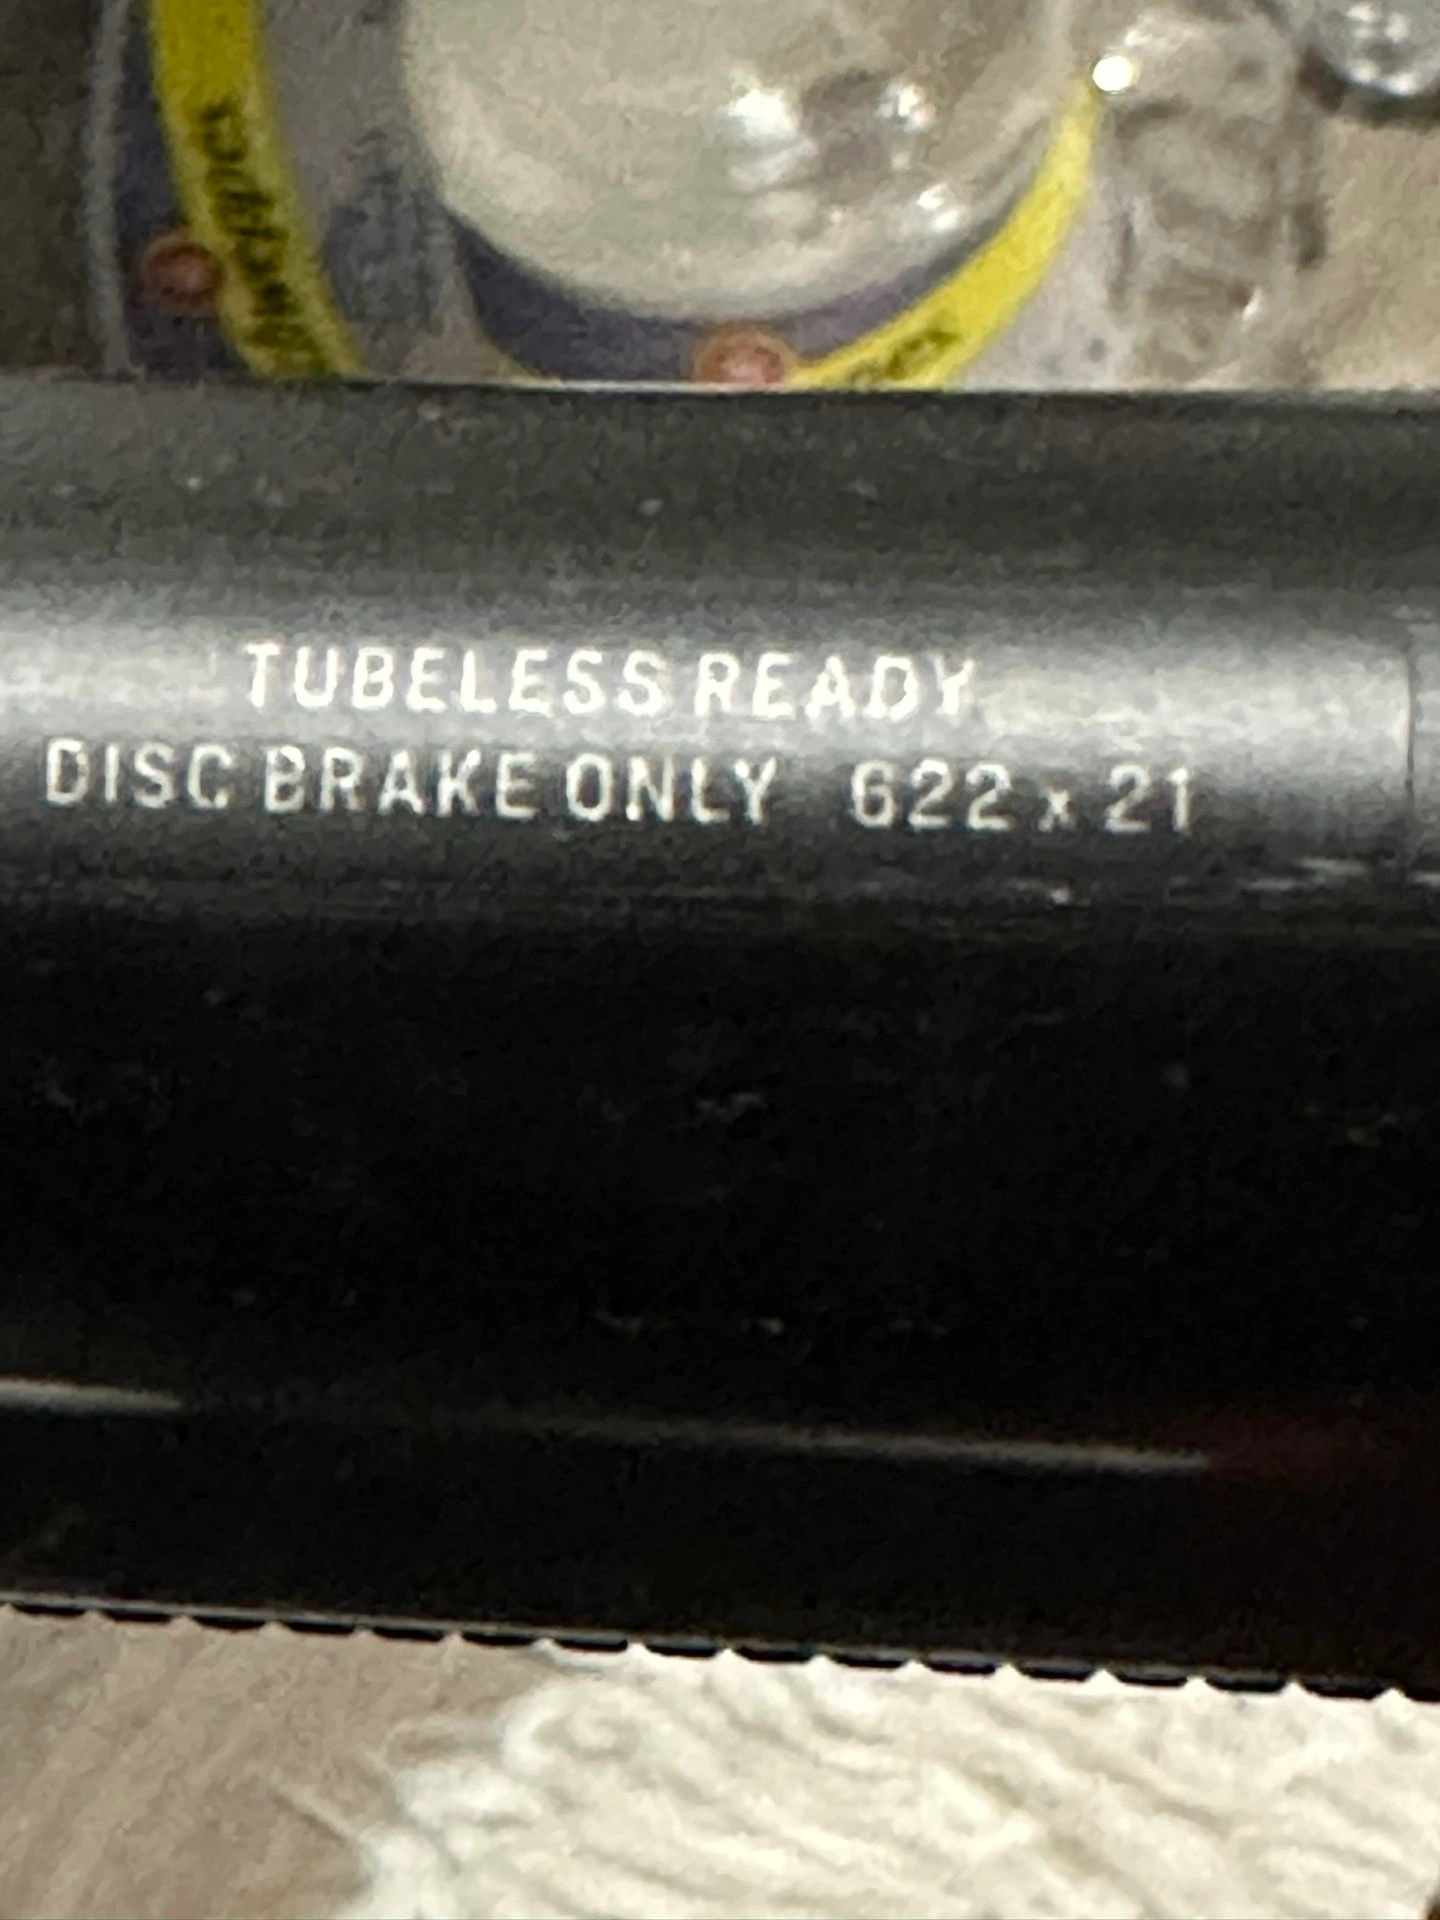 TUBELESS READY
DISC BRAKE ONLY 622 x 21